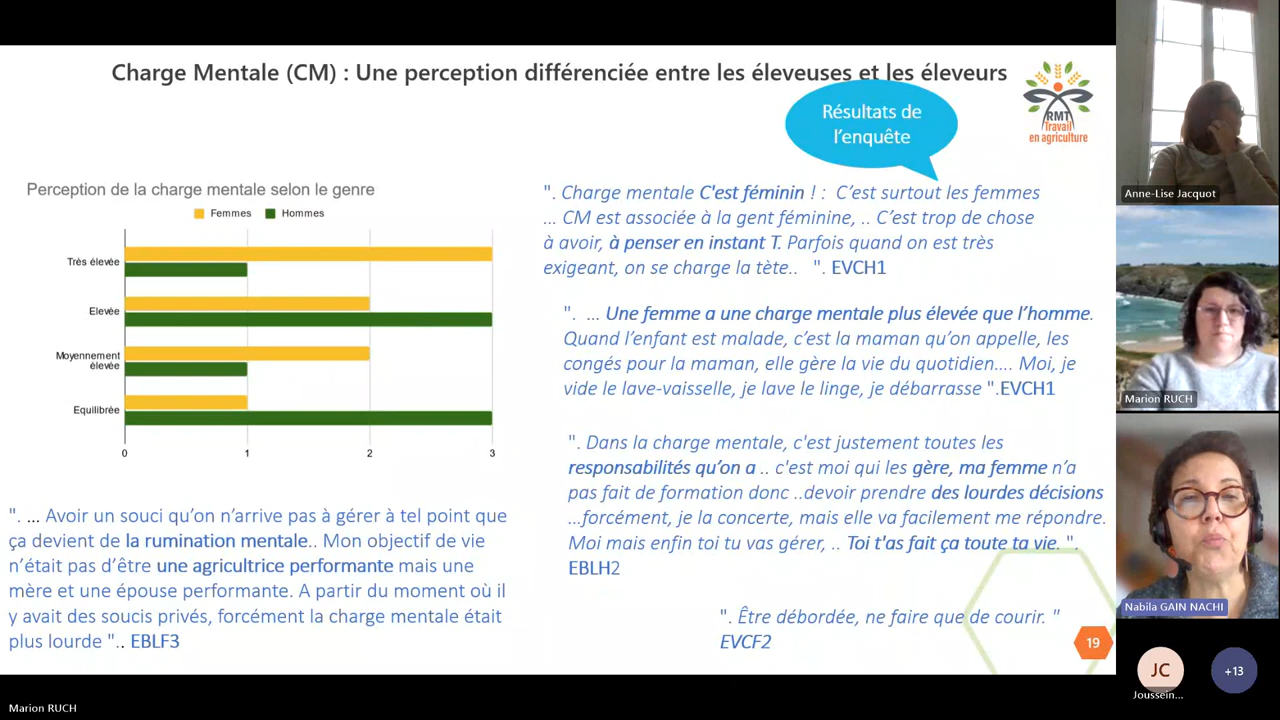 Charge Mentale (CM) : Une perception différenciée entre les éleveuses et les éleveurs
Résultats de
l'enquête
RMT
Travail
en agriculture
Perception de la charge mentale selon le genre
Femmes
Hommes
Très élevée
Elevée
Moyennement
élevée
Equilibrée
0
1
2
3
". Charge mentale C'est féminin ! : C'est surtout les femmes
... CM est associée à la gent féminine, .. C'est trop de chose
à avoir, à penser en instant T. Parfois quand on est très
exigeant, on se charge la tète.. ". EVCH1
". ... Une femme a une charge mentale plus élevée que l'homme.
Quand l'enfant est malade, c'est la maman qu'on appelle, les
congés pour la maman, elle gère la vie du quotidien.... Moi, je
vide le lave-vaisselle, je lave le linge, je débarrasse ".EVCH1
". Dans la charge mentale, c'est justement toutes les
responsabilités qu'on a .. c'est moi qui les gère, ma femme n'a
pas fait de formation donc ..devoir prendre des lourdes décisions
...forcément, je la concerte, mais elle va facilement me répondre.
Moi mais enfin toi tu vas gérer, .. Toi t'as fait ça toute ta vie. ".
EBLH2
". ... Avoir un souci qu'on n'arrive pas à gérer à tel point que
ça devient de la rumination mentale.. Mon objectif de vie
n'était pas d'être une agricultrice performante mais une
mère et une épouse performante. A partir du moment où il
y avait des soucis privés, forcément la charge mentale était
plus lourde ".. EBLF3
". Être débordée, ne faire que de courir. "
EVCF2
19
Anne-Lise Jacquot
Marion RUCH
Nabila GAIN NACHI
JC
Joussein...
+13
Marion RUCH